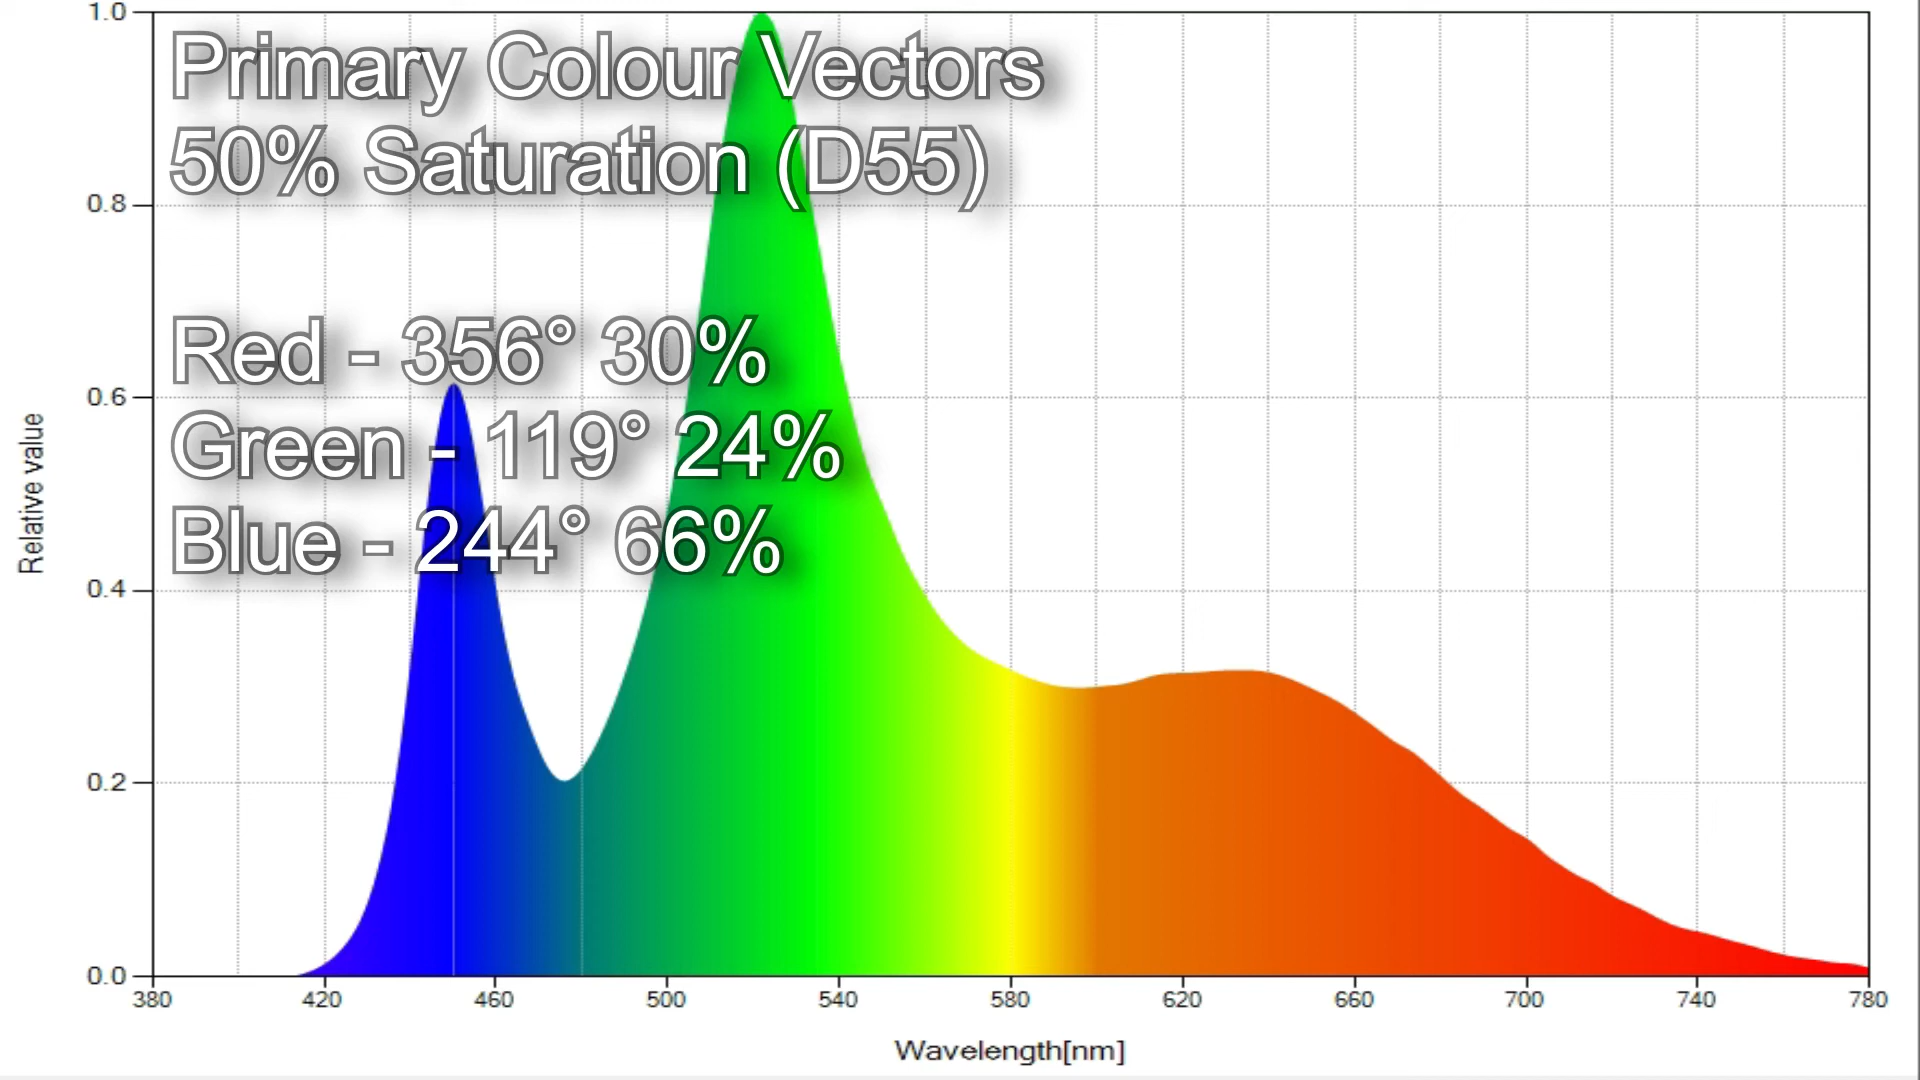 Primary Colour Vectors
50% Saturation (D55)
Red - 356° 30%
Green - 119° 24%
Blue - 244° 66%
1.0
0.8
0.6
0.4
0.2
0.0
Relative value
380 420 460 500 540 580 620 660 700 740 780
Wavelength[nm]